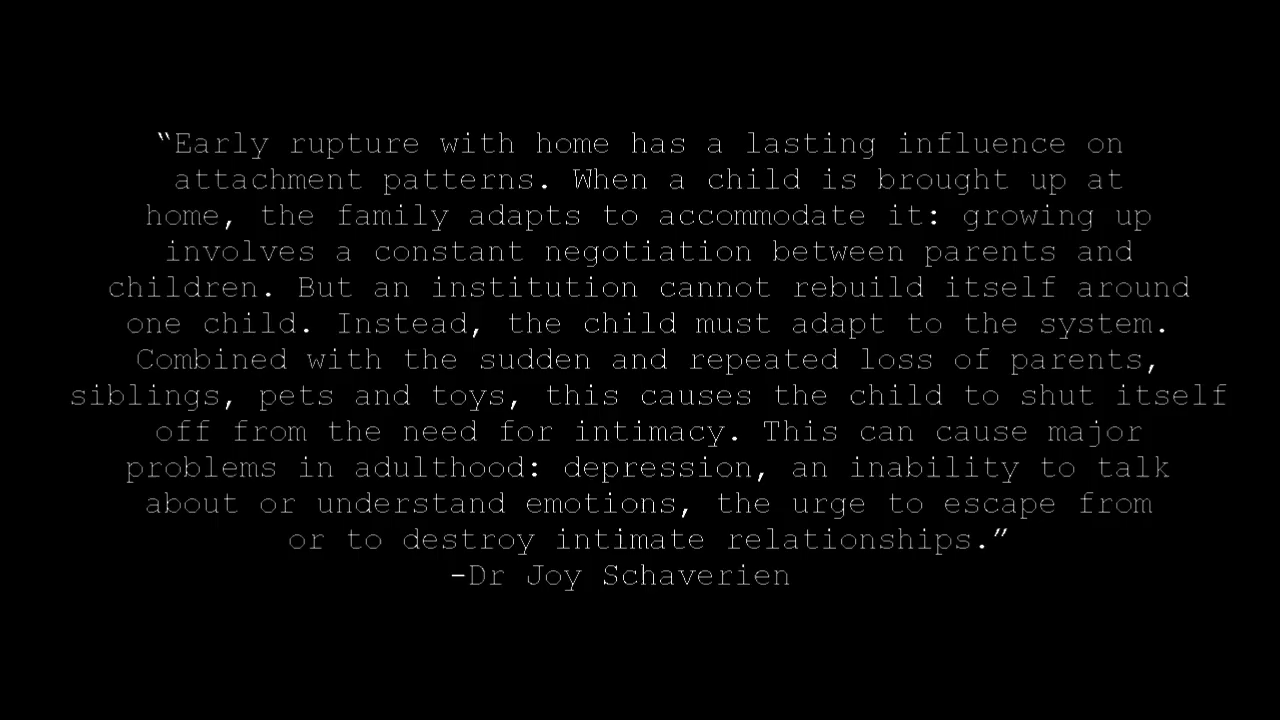 “Early rupture with home has a lasting influence on
attachment patterns. When a child is brought up at
home, the family adapts to accommodate it: growing up
involves a constant negotiation between parents and
children. But an institution cannot rebuild itself around
one child. Instead, the child must adapt to the system.
Combined with the sudden and repeated loss of parents,
siblings, pets and toys, this causes the child to shut itself
off from the need for intimacy. This can cause major
problems in adulthood: depression, an inability to talk
about or understand emotions, the urge to escape from
or to destroy intimate relationships.”
-Dr Joy Schaverien